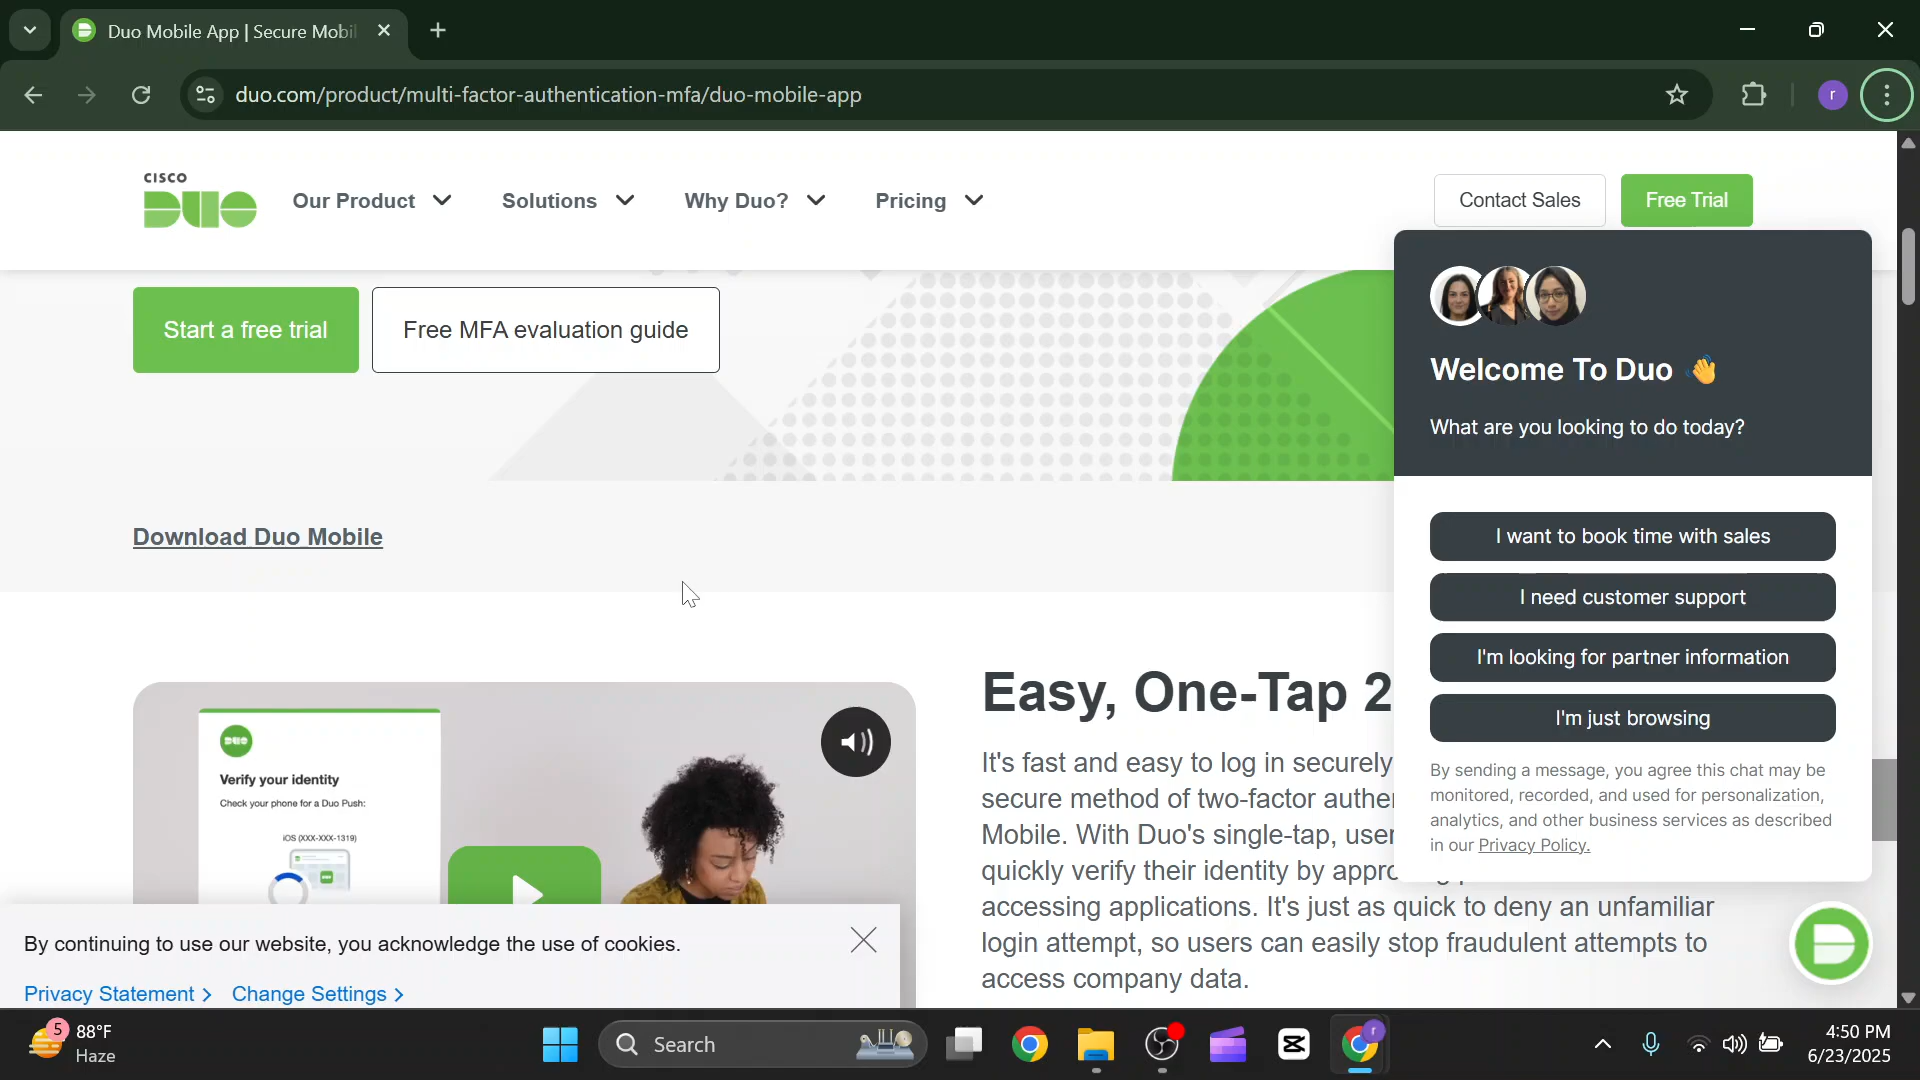 Duo Mobile App | Secure Mobil
duo.com/product/multi-factor-authentication-mfa/duo-mobile-app
r
CISCO
DUO
Our Product
Solutions
Why Duo?
Pricing
Contact Sales
Free Trial
Start a free trial
Free MFA evaluation guide
Download Duo Mobile
Welcome To Duo 👋
What are you looking to do today?
I want to book time with sales
I need customer support
I'm looking for partner information
I'm just browsing
By sending a message, you agree this chat may be
monitored, recorded, and used for personalization,
analytics, and other business services as described
in our Privacy Policy.
DUO
Verify your identity
Check your phone for a Duo Push:
iOS (XXX-XXX-1319)
Easy, One-Tap 2
It's fast and easy to log in securely
secure method of two-factor authe
Mobile. With Duo's single-tap, user
quickly verify their identity by appr
accessing applications. It's just as quick to deny an unfamiliar
login attempt, so users can easily stop fraudulent attempts to
access company data.
By continuing to use our website, you acknowledge the use of cookies.
Privacy Statement >
Change Settings >
5
88°F
Haze
Search
r
4:50 PM
6/23/2025